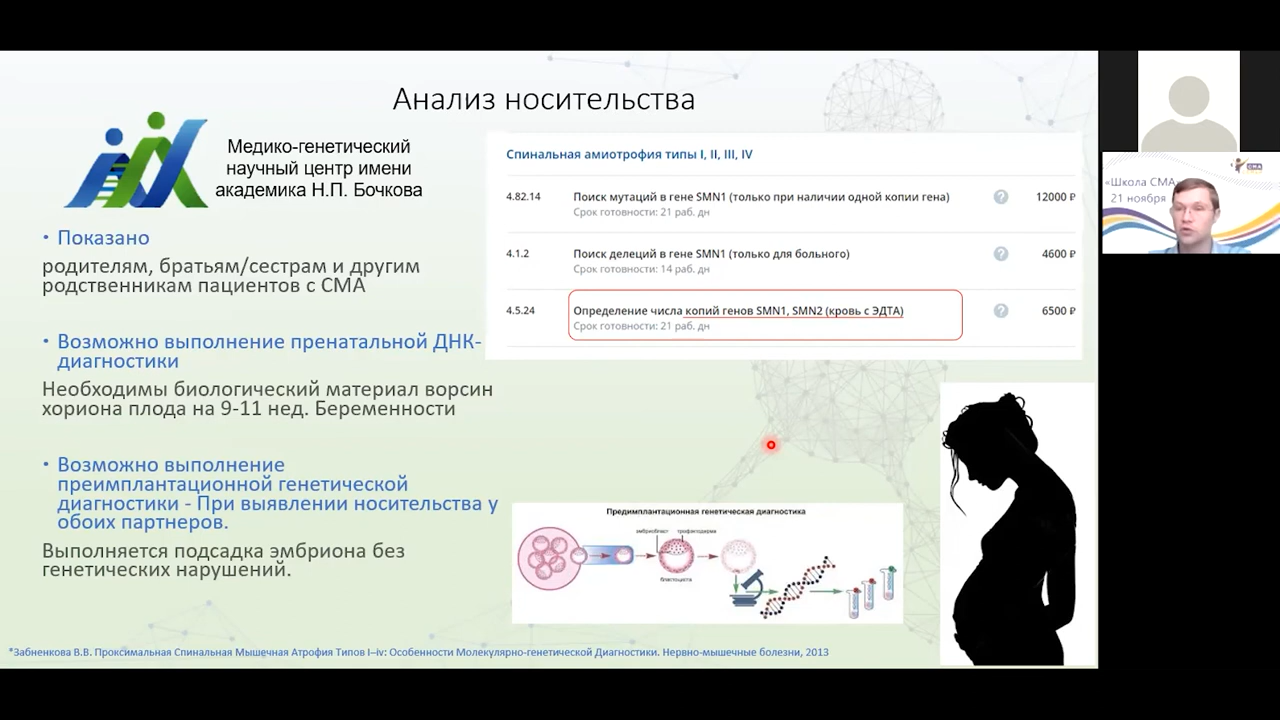 Анализ носительства
Медико-генетический
научный центр имени
академика Н.П. Бочкова
• Показано
родителям, братьям/сестрам и другим
родственникам пациентов с СМА
• Возможно выполнение пренатальной ДНК-
диагностики
Необходимы биологический материал ворсин
хориона плода на 9-11 нед. Беременности
• Возможно выполнение
преимплантационной генетической
диагностики - При выявлении носительства у
обоих партнеров.
Выполняется подсадка эмбриона без
генетических нарушений.
Спинальная амиотрофия типы I, II, III, IV
4.82.14 Поиск мутаций в гене SMN1 (только при наличии одной копии гена) ? 12000 ₽
Срок готовности: 21 раб. дн
4.1.2 Поиск делеций в гене SMN1 (только для больного) ? 4600 ₽
Срок готовности: 14 раб. дн
4.5.24 Определение числа копий генов SMN1, SMN2 (кровь с ЭДТА) ? 6500 ₽
Срок готовности: 21 раб. дн
Предимплантационная генетическая диагностика
эмбриобласт трофэктодерма
бластоциста
*Забненкова В.В. Проксимальная Спинальная Мышечная Атрофия Типов I–iv: Особенности Молекулярно-генетической Диагностики. Нервно-мышечные болезни, 2013
СМА
«Школа СМА»
21 ноября